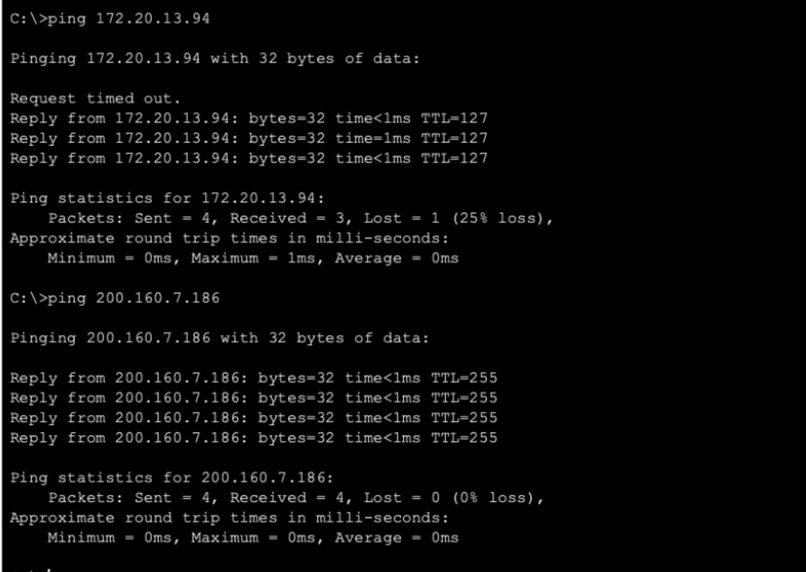 C:\>ping 172.20.13.94
Pinging 172.20.13.94 with 32 bytes of data:
Request timed out.
Reply from 172.20.13.94: bytes=32 time<1ms TTL=127
Reply from 172.20.13.94: bytes=32 time=1ms TTL=127
Reply from 172.20.13.94: bytes=32 time<1ms TTL=127
Ping statistics for 172.20.13.94:
Packets: Sent = 4, Received = 3, Lost = 1 (25% loss),
Approximate round trip times in milli-seconds:
Minimum = 0ms, Maximum = 1ms, Average = 0ms
C:\>ping 200.160.7.186
Pinging 200.160.7.186 with 32 bytes of data:
Reply from 200.160.7.186: bytes=32 time<1ms TTL=255
Reply from 200.160.7.186: bytes=32 time<1ms TTL=255
Reply from 200.160.7.186: bytes=32 time<1ms TTL=255
Reply from 200.160.7.186: bytes=32 time<1ms TTL=255
Ping statistics for 200.160.7.186:
Packets: Sent = 4, Received = 4, Lost = 0 (0% loss),
Approximate round trip times in milli-seconds:
Minimum = 0ms, Maximum = 0ms, Average = 0ms